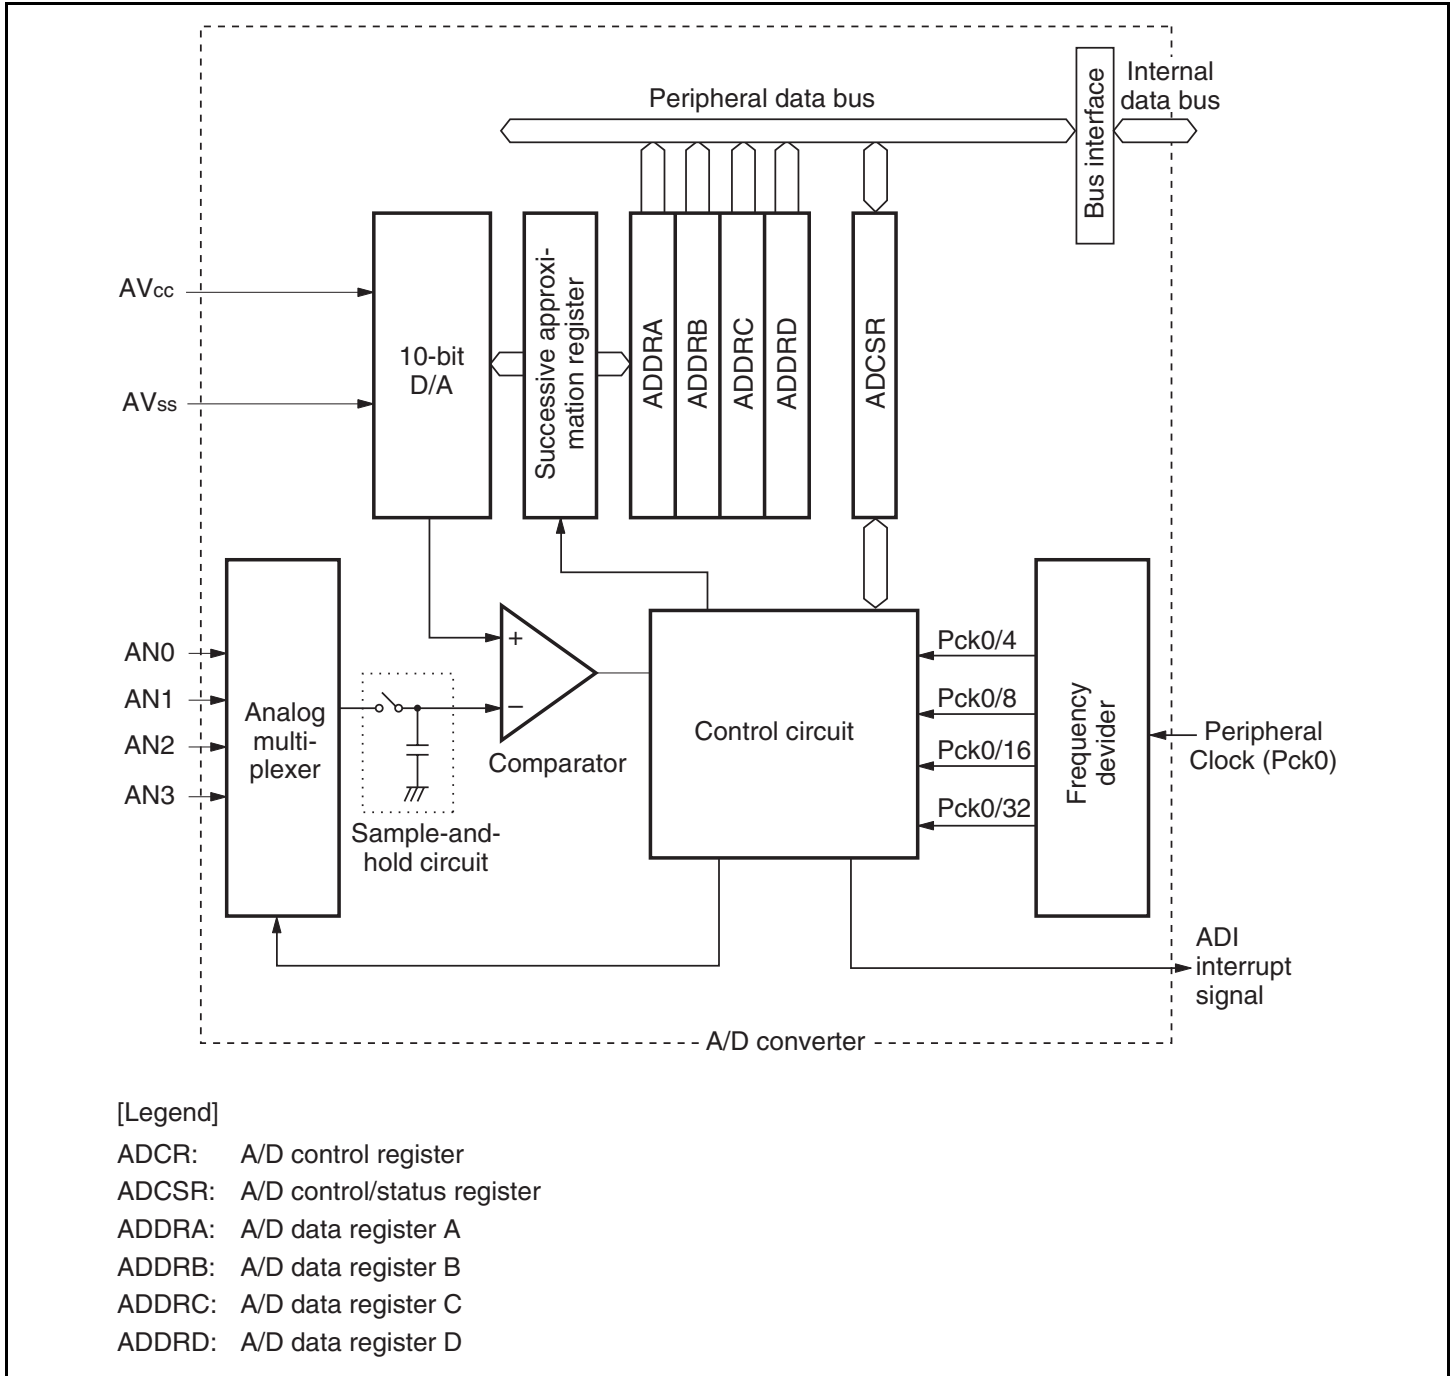 Peripheral data bus
Internal
data bus
Bus interface
AVcc
AVss
10-bit
D/A
Successive approxi-
mation register
ADDRA
ADDRB
ADDRC
ADDRD
ADCSR
AN0
AN1
AN2
AN3
Analog
multi-
plexer
Sample-and-
hold circuit
+
−
Comparator
Control circuit
Pck0/4
Pck0/8
Pck0/16
Pck0/32
Frequency
devider
Peripheral
Clock (Pck0)
ADI
interrupt
signal
A/D converter
[Legend]
ADCR: A/D control register
ADCSR: A/D control/status register
ADDRA: A/D data register A
ADDRB: A/D data register B
ADDRC: A/D data register C
ADDRD: A/D data register D